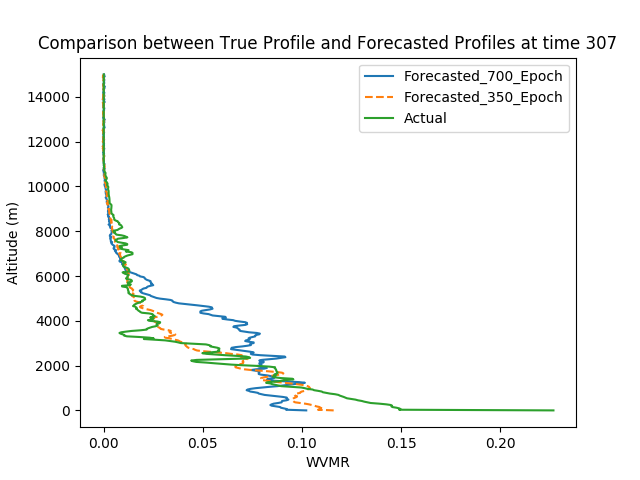 Comparison between True Profile and Forecasted Profiles at time 307
Forecasted_700_Epoch
Forecasted_350_Epoch
Actual
Altitude (m)
14000
12000
10000
8000
6000
4000
2000
0
0.00 0.05 0.10 0.15 0.20
WVMR